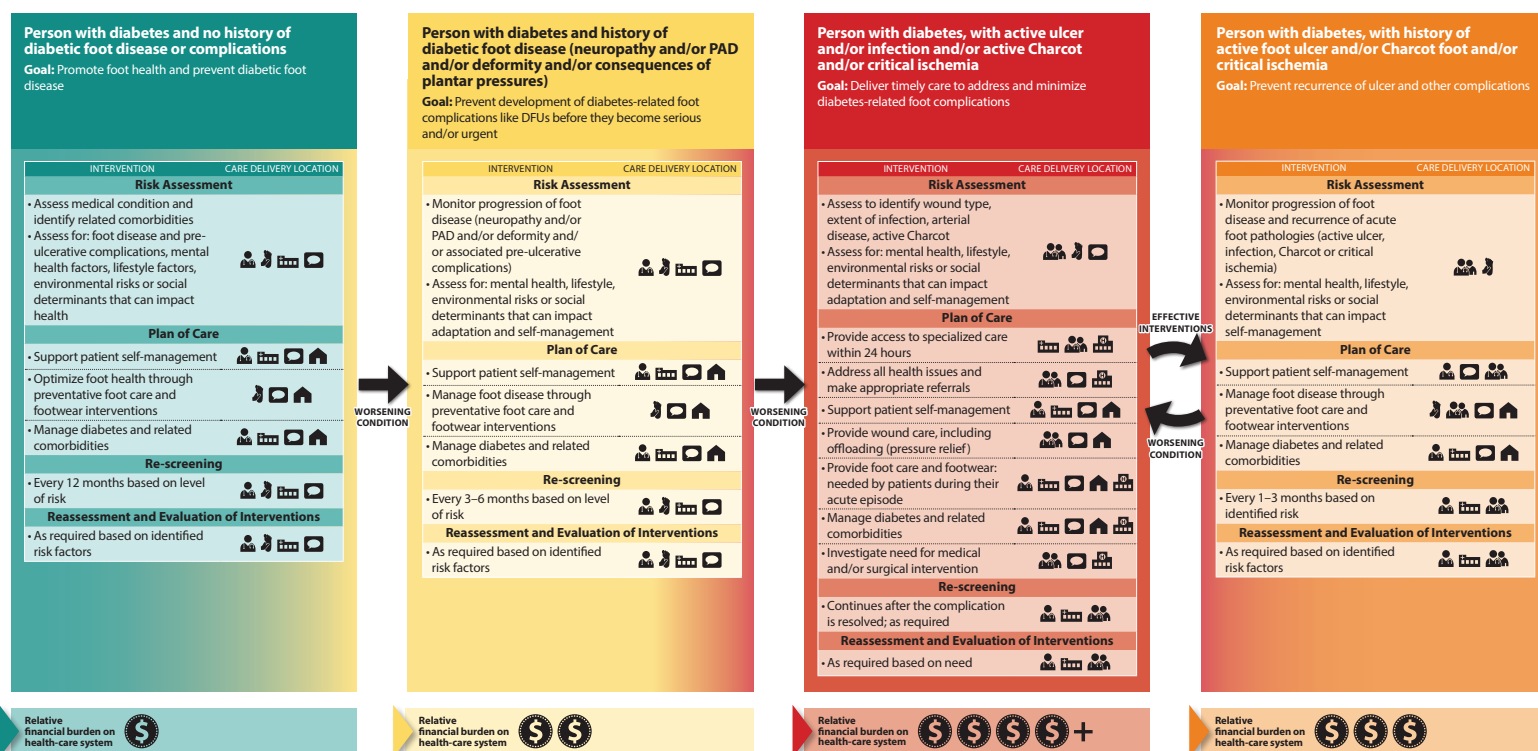 Person with diabetes and no history of
diabetic foot disease or complications
Goal: Promote foot health and prevent diabetic foot
disease
INTERVENTION CARE DELIVERY LOCATION
Risk Assessment
• Assess medical condition and
identify related comorbidities
• Assess for: foot disease and pre-
ulcerative complications, mental
health factors, lifestyle factors,
environmental risks or social
determinants that can impact
health
Plan of Care
• Support patient self-management
• Optimize foot health through
preventative foot care and
footwear interventions
• Manage diabetes and related
comorbidities
Re-screening
• Every 12 months based on level
of risk
Reassessment and Evaluation of Interventions
• As required based on identified
risk factors
Relative
financial burden on
health-care system
$
WORSENING
CONDITION
Person with diabetes and history of
diabetic foot disease (neuropathy and/or PAD
and/or deformity and/or consequences of
plantar pressures)
Goal: Prevent development of diabetes-related foot
complications like DFUs before they become serious
and/or urgent
INTERVENTION CARE DELIVERY LOCATION
Risk Assessment
• Monitor progression of foot
disease (neuropathy and/or
PAD and/or deformity and/
or associated pre-ulcerative
complications)
• Assess for: mental health, lifestyle,
environmental risks or social
determinants that can impact
adaptation and self-management
Plan of Care
• Support patient self-management
• Manage foot disease through
preventative foot care and
footwear interventions
• Manage diabetes and related
comorbidities
Re-screening
• Every 3–6 months based on level
of risk
Reassessment and Evaluation of Interventions
• As required based on identified
risk factors
Relative
financial burden on
health-care system
$ $
WORSENING
CONDITION
Person with diabetes, with active ulcer
and/or infection and/or active Charcot
and/or critical ischemia
Goal: Deliver timely care to address and minimize
diabetes-related foot complications
INTERVENTION CARE DELIVERY LOCATION
Risk Assessment
• Assess to identify wound type,
extent of infection, arterial
disease, active Charcot
• Assess for: mental health, lifestyle,
environmental risks or social
determinants that can impact
adaptation and self-management
Plan of Care
• Provide access to specialized care
within 24 hours
• Address all health issues and
make appropriate referrals
• Support patient self-management
• Provide wound care, including
offloading (pressure relief)
• Provide foot care and footwear:
needed by patients during their
acute episode
• Manage diabetes and related
comorbidities
• Investigate need for medical
and/or surgical intervention
Re-screening
• Continues after the complication
is resolved; as required
Reassessment and Evaluation of Interventions
• As required based on need
Relative
financial burden on
health-care system
$ $ $ $ +
EFFECTIVE
INTERVENTIONS
WORSENING
CONDITION
Person with diabetes, with history of
active foot ulcer and/or Charcot foot and/or
critical ischemia
Goal: Prevent recurrence of ulcer and other complications
INTERVENTION CARE DELIVERY LOCATION
Risk Assessment
• Monitor progression of foot
disease and recurrence of acute
foot pathologies (active ulcer,
infection, Charcot or critical
ischemia)
• Assess for: mental health, lifestyle,
environmental risks or social
determinants that can impact
self-management
Plan of Care
• Support patient self-management
• Manage foot disease through
preventative foot care and
footwear interventions
• Manage diabetes and related
comorbidities
Re-screening
• Every 1–3 months based on
identified risk
Reassessment and Evaluation of Interventions
• As required based on identified
risk factors
Relative
financial burden on
health-care system
$ $ $